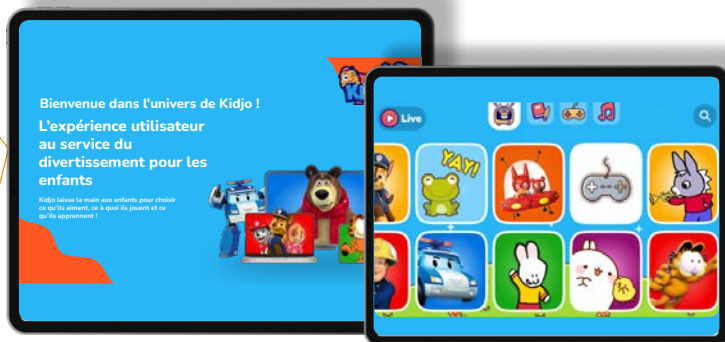 Bienvenue dans l'univers de Kidjo !
L'expérience utilisateur
au service du
divertissement pour les
enfants
Kidjo laisse la main aux enfants pour choisir
ce qu'ils aiment, ce à quoi ils jouent et ce
qu'ils apprennent !
Live
YAY!